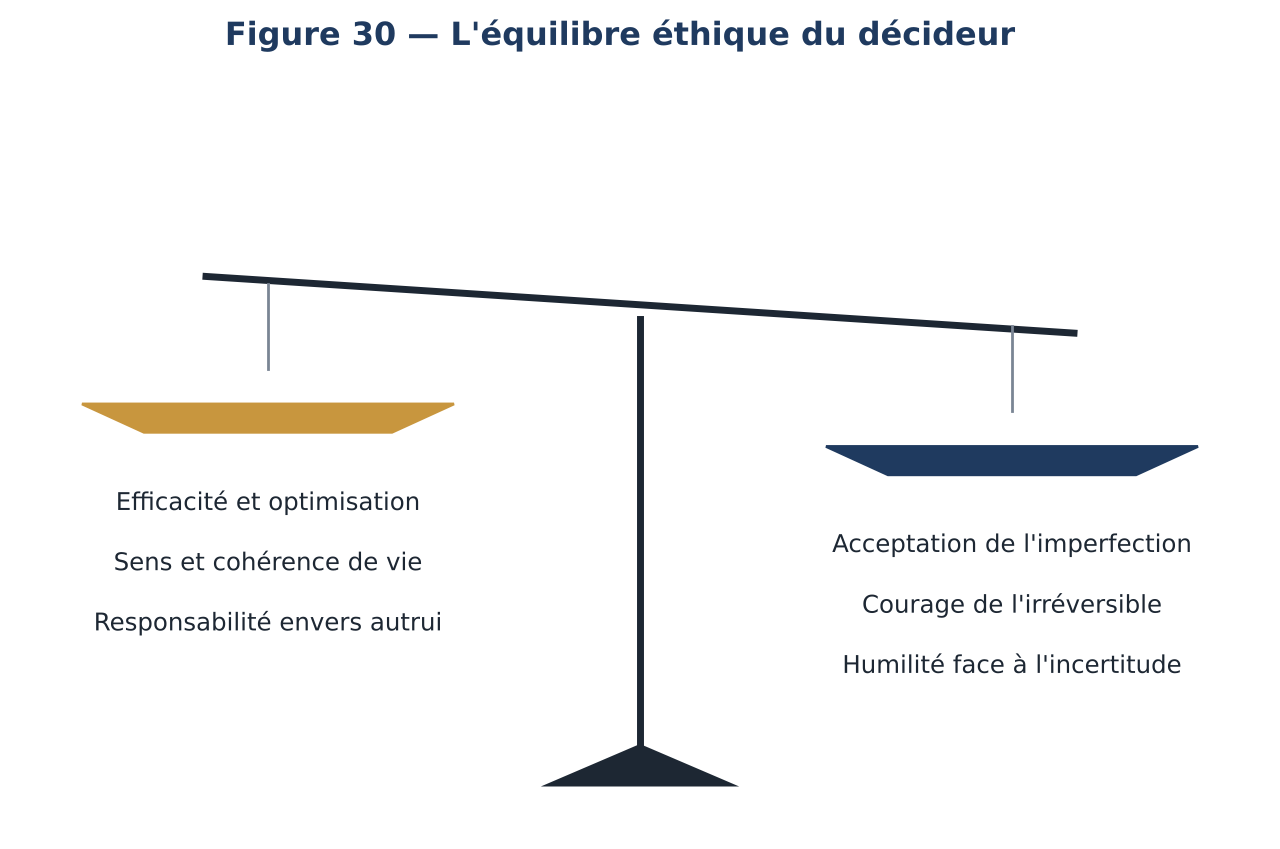 Figure 30 — L'équilibre éthique du décideur
Efficacité et optimisation
Sens et cohérence de vie
Responsabilité envers autrui
Acceptation de l'imperfection
Courage de l'irréversible
Humilité face à l'incertitude